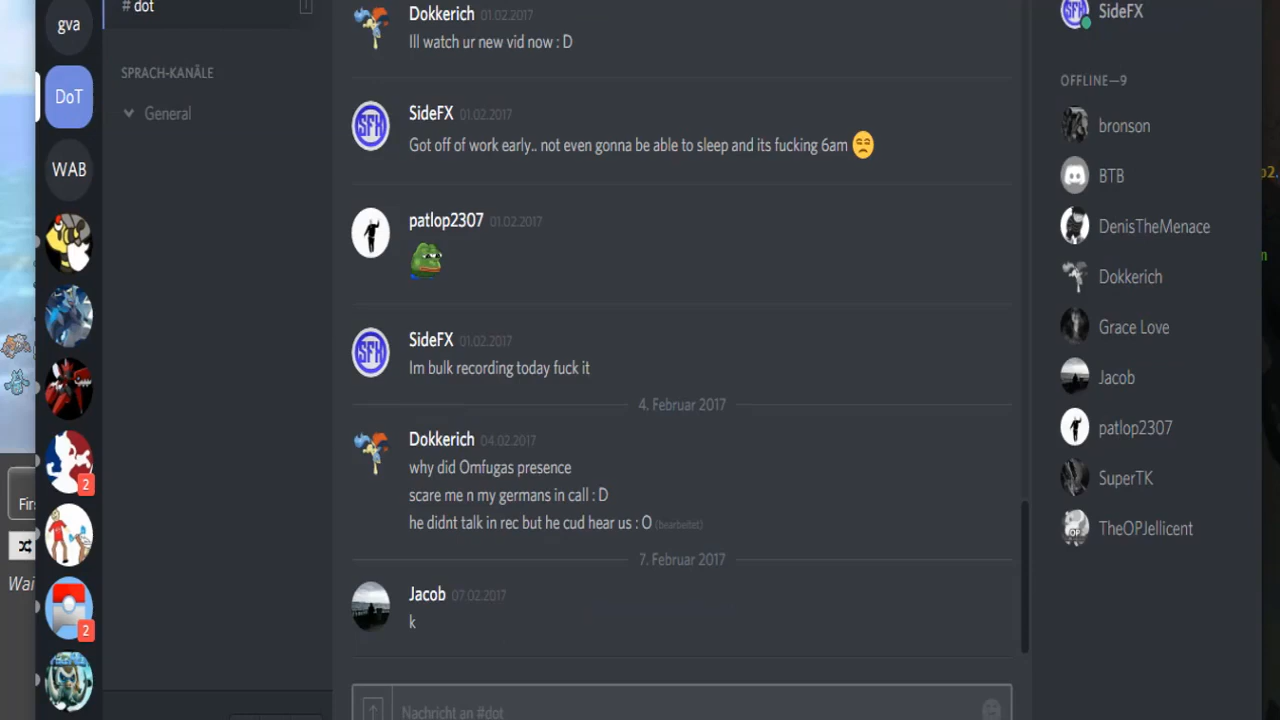 gva
DoT
WAB
2
2
Fir
Wai
# dot
SPRACH-KANÄLE
General
Dokkerich 01.02.2017
Ill watch ur new vid now : D
SideFX 01.02.2017
Got off of work early.. not even gonna be able to sleep and its fucking 6am
patlop2307 01.02.2017
SideFX 01.02.2017
Im bulk recording today fuck it
4. Februar 2017
Dokkerich 04.02.2017
why did Omfugas presence
scare me n my germans in call : D
he didnt talk in rec but he cud hear us : O (bearbeitet)
7. Februar 2017
Jacob 07.02.2017
k
Nachricht an #dot
SideFX
OFFLINE—9
bronson
BTB
DenisTheMenace
Dokkerich
Grace Love
Jacob
patlop2307
SuperTK
TheOPJellicent